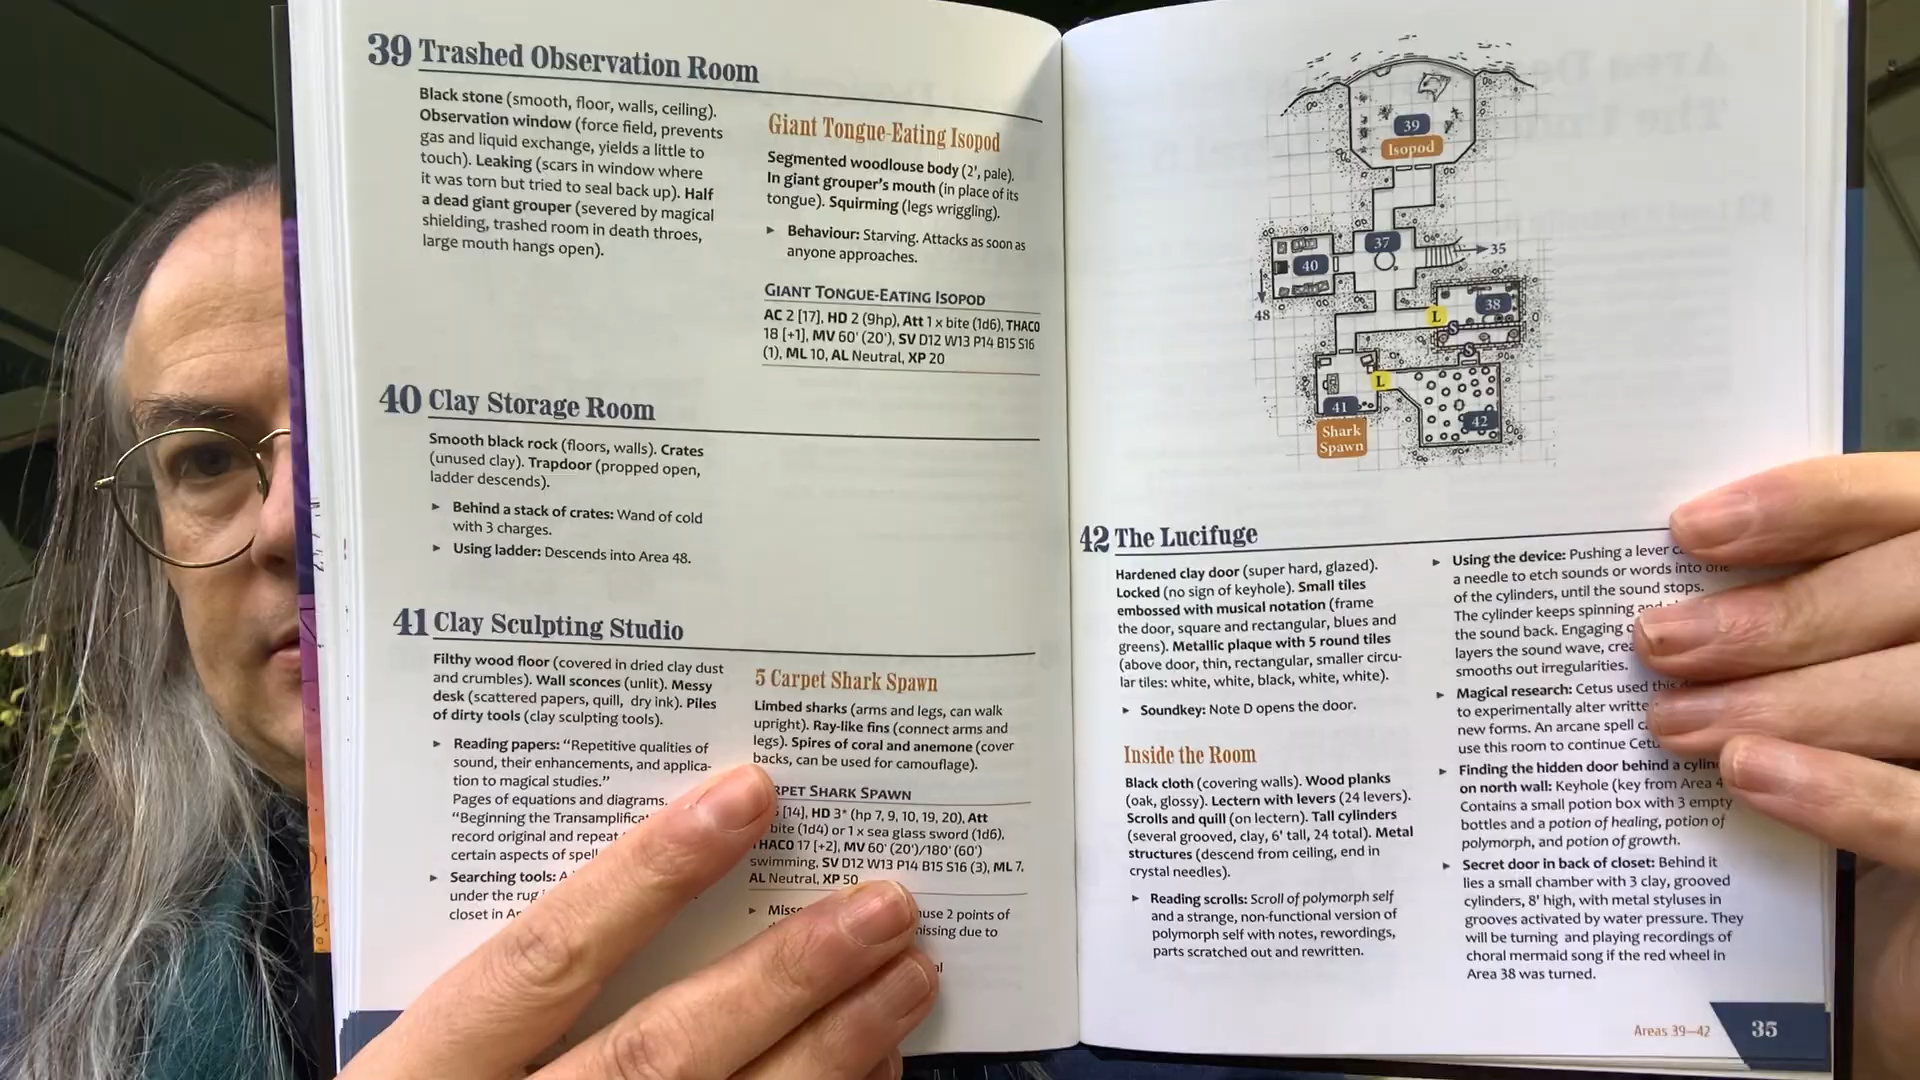 39 Trashed Observation Room
Black stone (smooth, floor, walls, ceiling).
Observation window (force field, prevents
gas and liquid exchange, yields a little to
touch). Leaking (scars in window where
it was torn but tried to seal back up). Half
a dead giant grouper (severed by magical
shielding, trashed room in death throes,
large mouth hangs open).
Giant Tongue-Eating Isopod
Segmented woodlouse body (2', pale).
In giant grouper's mouth (in place of its
tongue). Squirming (legs wriggling).
► Behaviour: Starving. Attacks as soon as
anyone approaches.
GIANT TONGUE-EATING ISOPOD
AC 2 [17], HD 2 (9hp), Att 1 x bite (1d6), THAC0
18 [+1], MV 60' (20'), SV D12 W13 P14 B15 S16
(1), ML 10, AL Neutral, XP 20
40 Clay Storage Room
Smooth black rock (floors, walls). Crates
(unused clay). Trapdoor (propped open,
ladder descends).
► Behind a stack of crates: Wand of cold
with 3 charges.
► Using ladder: Descends into Area 48.
41 Clay Sculpting Studio
Filthy wood floor (covered in dried clay dust
and crumbles). Wall sconces (unlit). Messy
desk (scattered papers, quill, dry ink). Piles
of dirty tools (clay sculpting tools).
► Reading papers: "Repetitive qualities of
sound, their enhancements, and applica-
tion to magical studies."
Pages of equations and diagrams.
"Beginning the Transamplifica
record original and repeat
certain aspects of spell
► Searching tools: A
under the rug
closet in Ar
5 Carpet Shark Spawn
Limbed sharks (arms and legs, can walk
upright). Ray-like fins (connect arms and
legs). Spires of coral and anemone (cover
backs, can be used for camouflage).
RPET SHARK SPAWN
[14], HD 3* (hp 7, 9, 10, 19, 20), Att
bite (1d4) or 1 x sea glass sword (1d6),
THAC0 17 [+2], MV 60' (20')/180' (60')
swimming, SV D12 W13 P14 B15 S16 (3), ML 7,
AL Neutral, XP 50
► Miss
use 2 points of
issing due to
al
39
Isopod
37
35
40
48
38
L
S
S
L
41
42
Shark
Spawn
42 The Lucifuge
Hardened clay door (super hard, glazed).
Locked (no sign of keyhole). Small tiles
embossed with musical notation (frame
the door, square and rectangular, blues and
greens). Metallic plaque with 5 round tiles
(above door, thin, rectangular, smaller circu-
lar tiles: white, white, black, white, white).
► Soundkey: Note D opens the door.
Inside the Room
Black cloth (covering walls). Wood planks
(oak, glossy). Lectern with levers (24 levers).
Scrolls and quill (on lectern). Tall cylinders
(several grooved, clay, 6' tall, 24 total). Metal
structures (descend from ceiling, end in
crystal needles).
► Reading scrolls: Scroll of polymorph self
and a strange, non-functional version of
polymorph self with notes, rewordings,
parts scratched out and rewritten.
► Using the device: Pushing a lever c
a needle to etch sounds or words into one
of the cylinders, until the sound stops.
The cylinder keeps spinning and
the sound back. Engaging
layers the sound wave, crea
smooths out irregularities.
► Magical research: Cetus used this
to experimentally alter writte
new forms. An arcane spell c
use this room to continue Cetu
► Finding the hidden door behind a cylin
on north wall: Keyhole (key from Area 4
Contains a small potion box with 3 empty
bottles and a potion of healing, potion of
polymorph, and potion of growth.
► Secret door in back of closet: Behind it
lies a small chamber with 3 clay, grooved
cylinders, 8' high, with metal styluses in
grooves activated by water pressure. They
will be turning and playing recordings of
choral mermaid song if the red wheel in
Area 38 was turned.
Areas 39–42
35